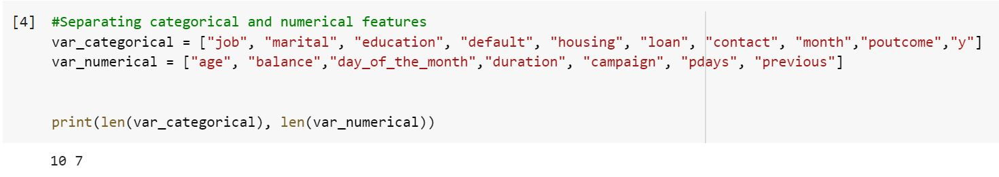 [4] #Separating categorical and numerical features
var_categorical = ["job", "marital", "education", "default", "housing", "loan", "contact", "month","poutcome","y"]
var_numerical = ["age", "balance","day_of_the_month","duration", "campaign", "pdays", "previous"]
print(len(var_categorical), len(var_numerical))
10 7